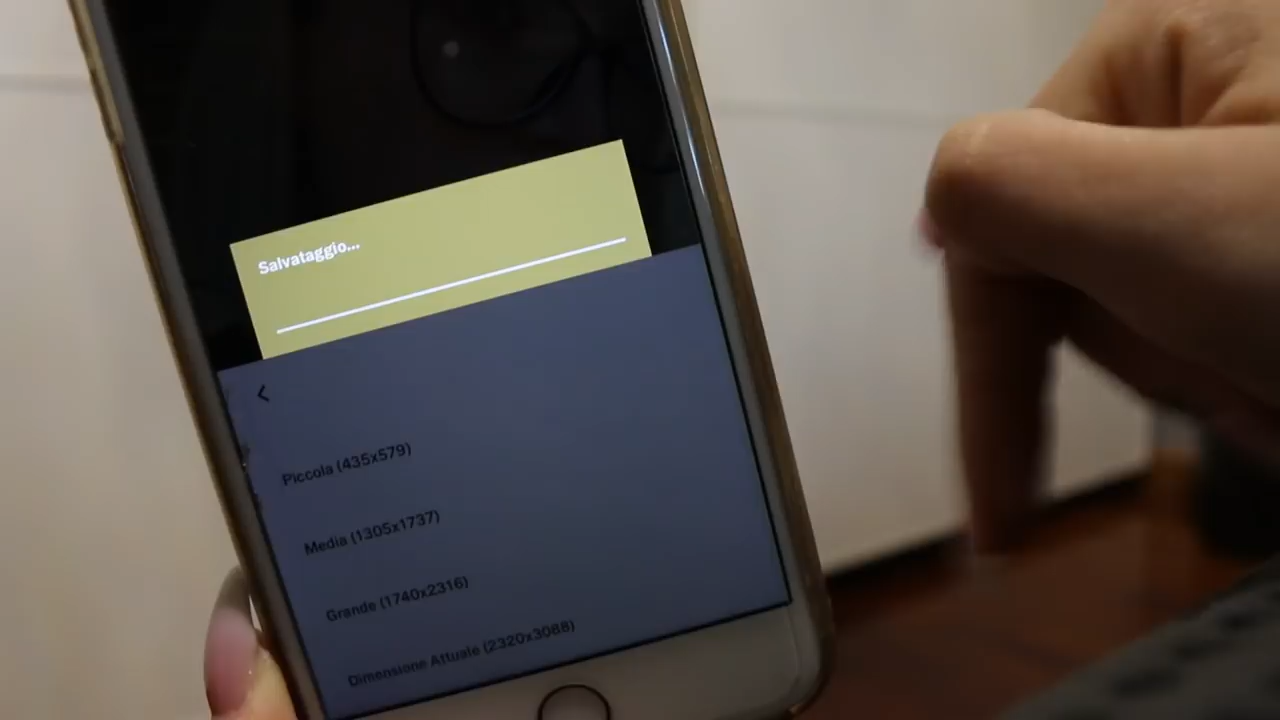 Salvataggio...
Piccola (435x579)
Media (1305x1737)
Grande (1740x2316)
Dimensione Attuale (2320x3088)